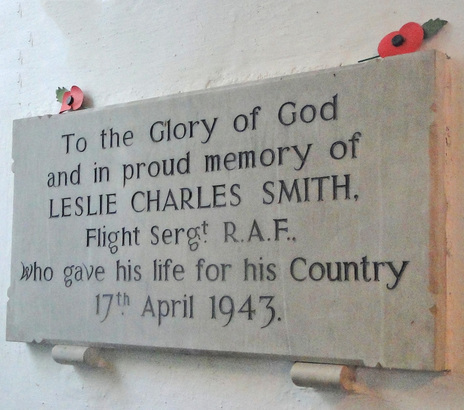 To the Glory of God
and in proud memory of
LESLIE CHARLES SMITH,
Flight Sergt R.A.F.,
Who gave his life for his Country
17th April 1943.